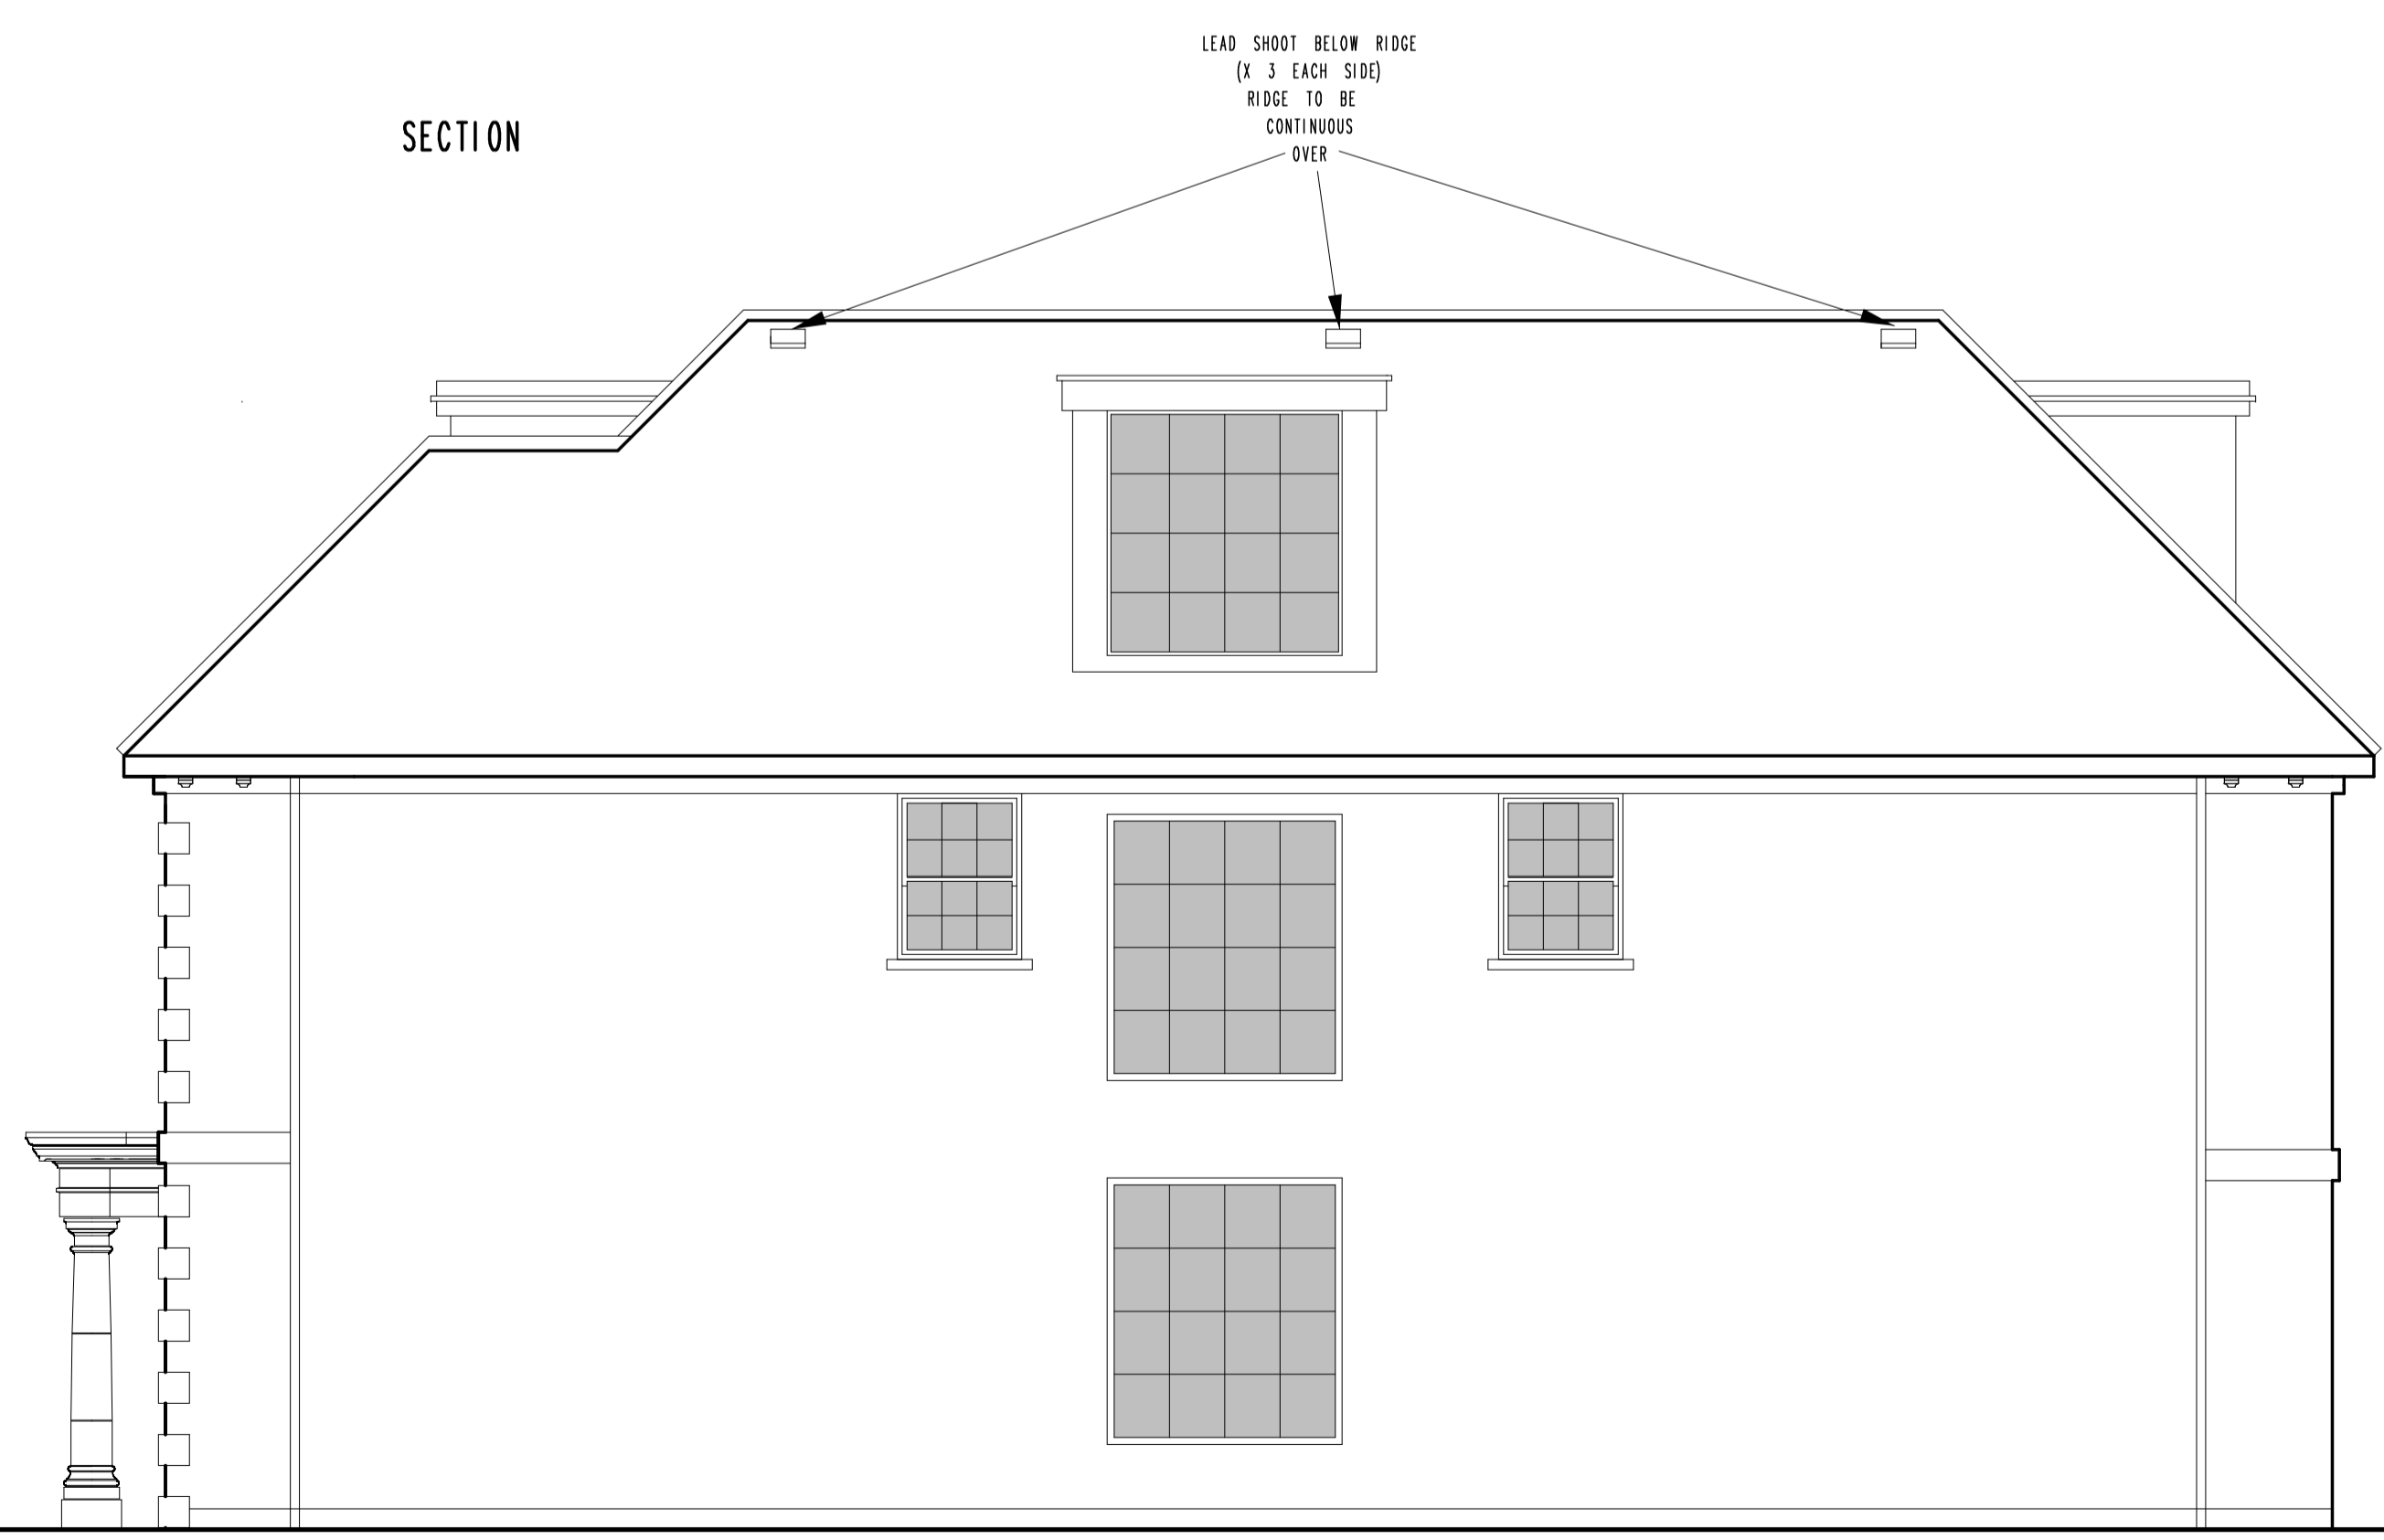 LEAD SHOOT BELOW RIDGE
(X 3 EACH SIDE)
RIDGE TO BE
CONTINUOUS
OVER
SECTION